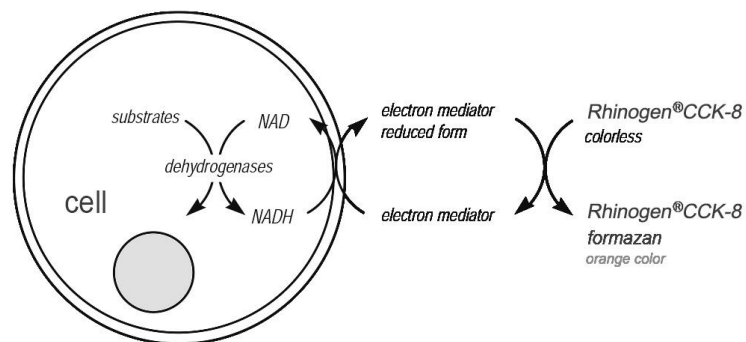 substrates
NAD
dehydrogenases
cell
NADH
electron mediator
reduced form
electron mediator
Rhinogen®CCK-8
colorless
Rhinogen®CCK-8
formazan
orange color